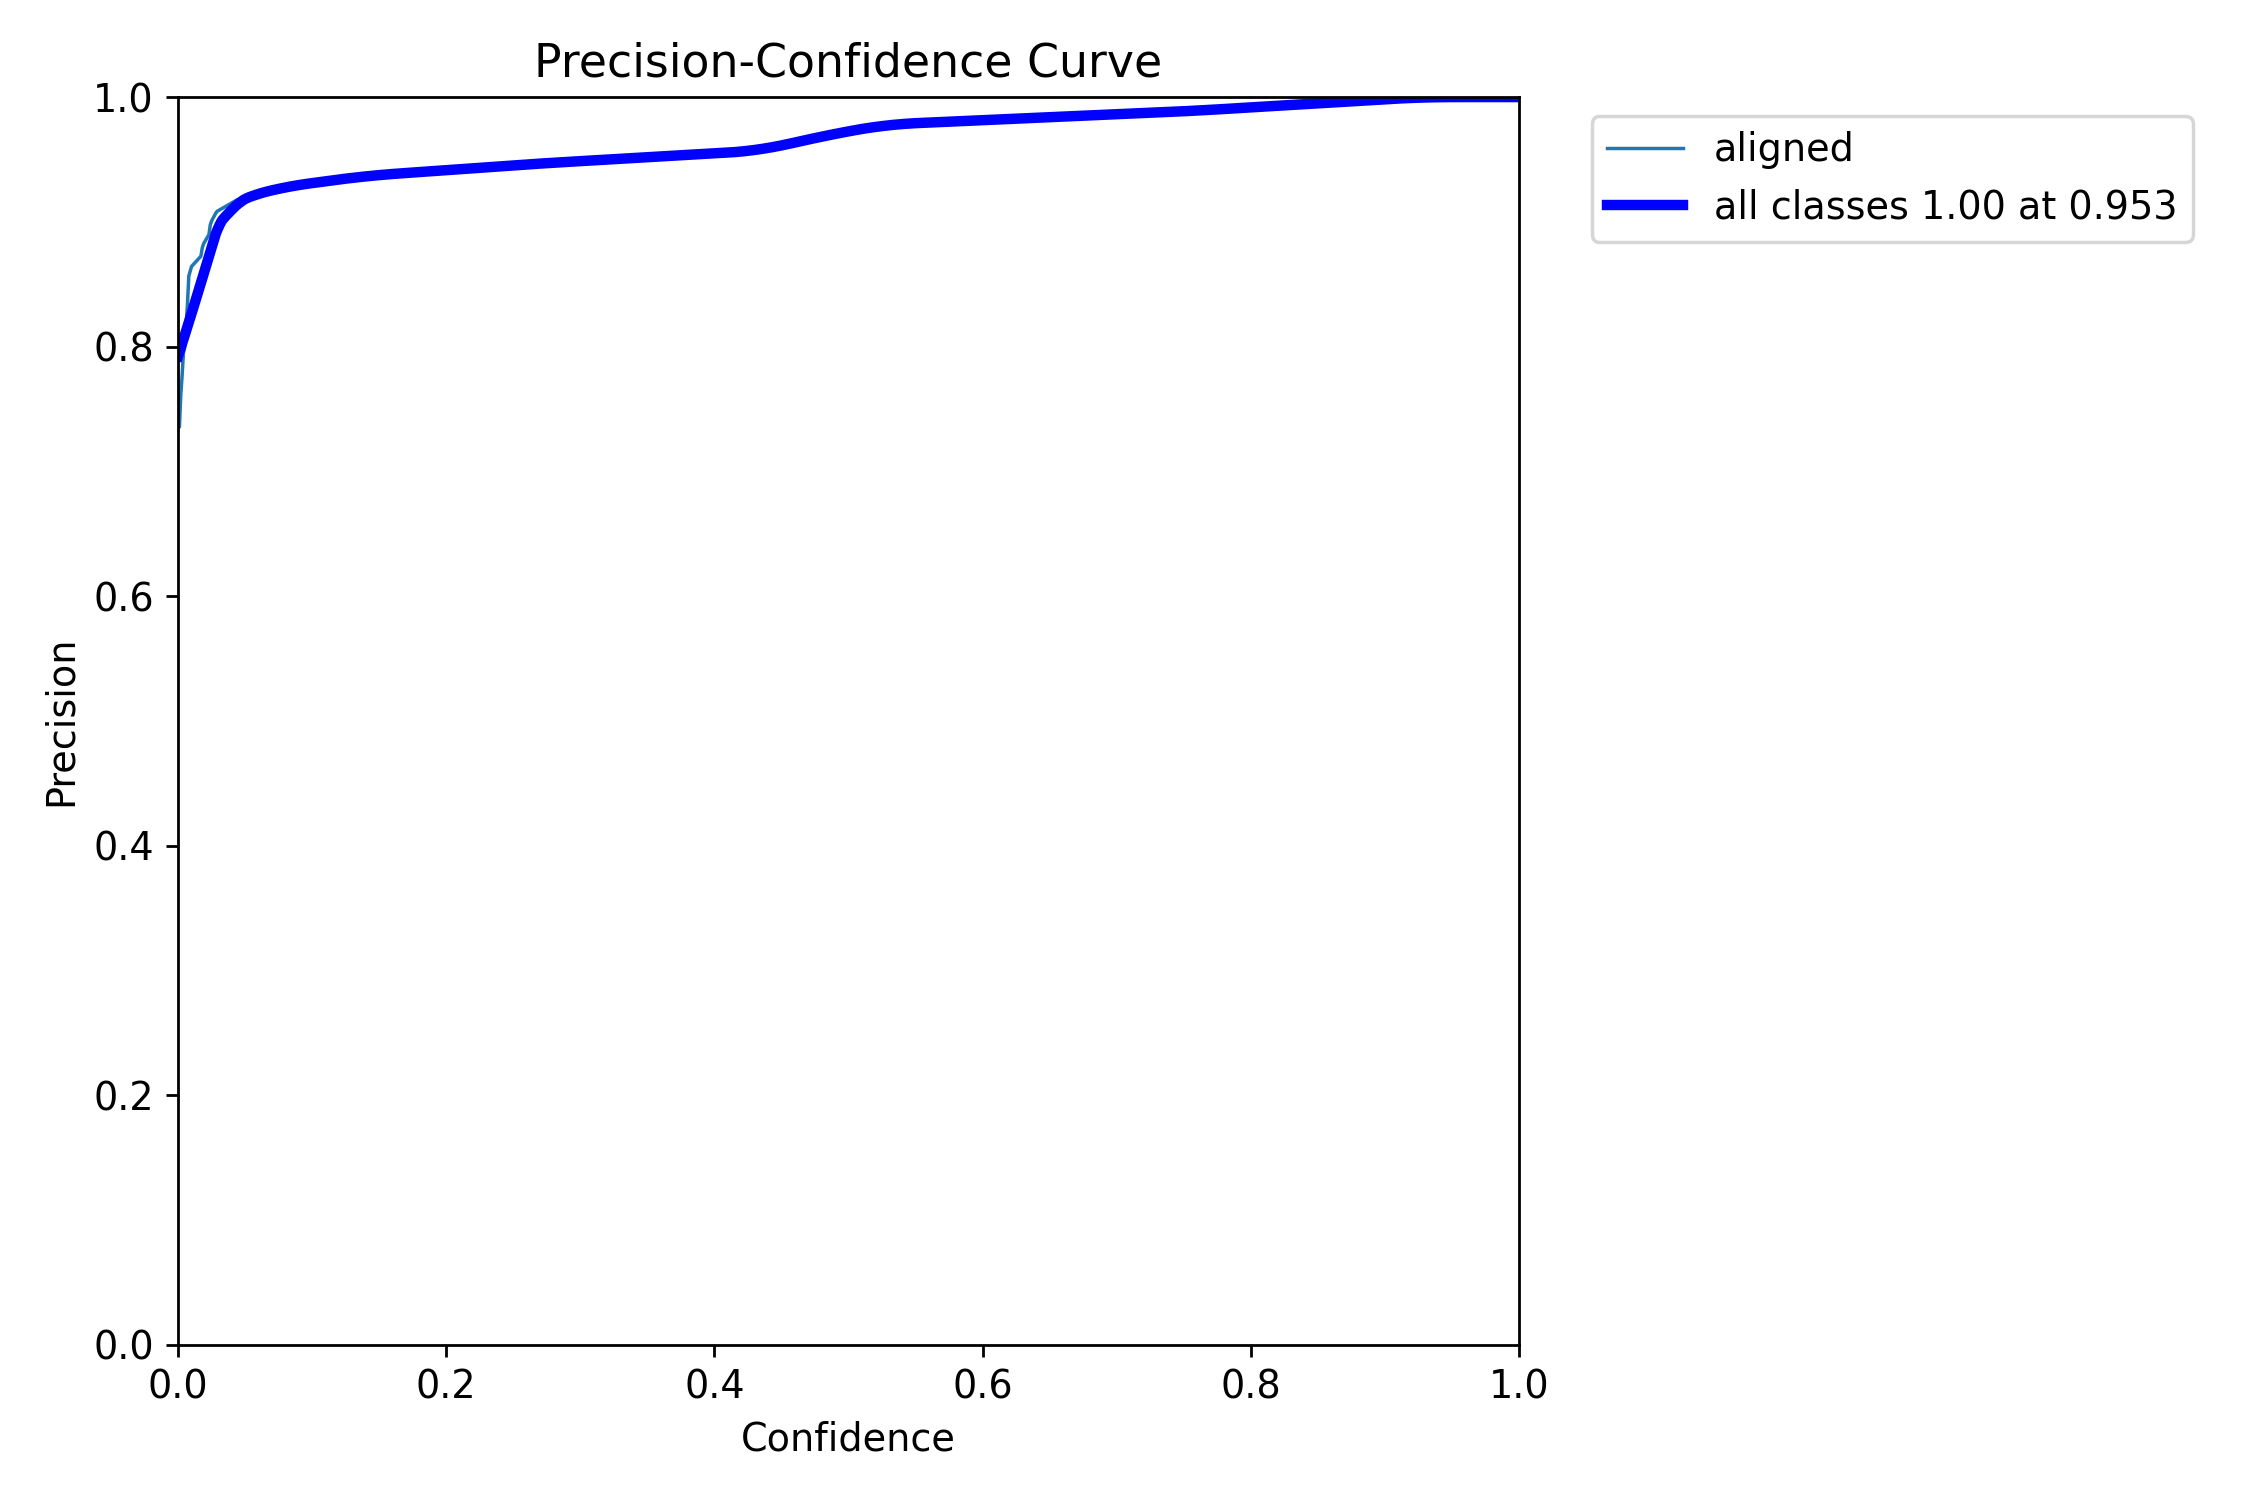 Precision-Confidence Curve
1.0
0.8
0.6
0.4
0.2
0.0
Precision
0.0 0.2 0.4 0.6 0.8 1.0
Confidence
aligned
all classes 1.00 at 0.953